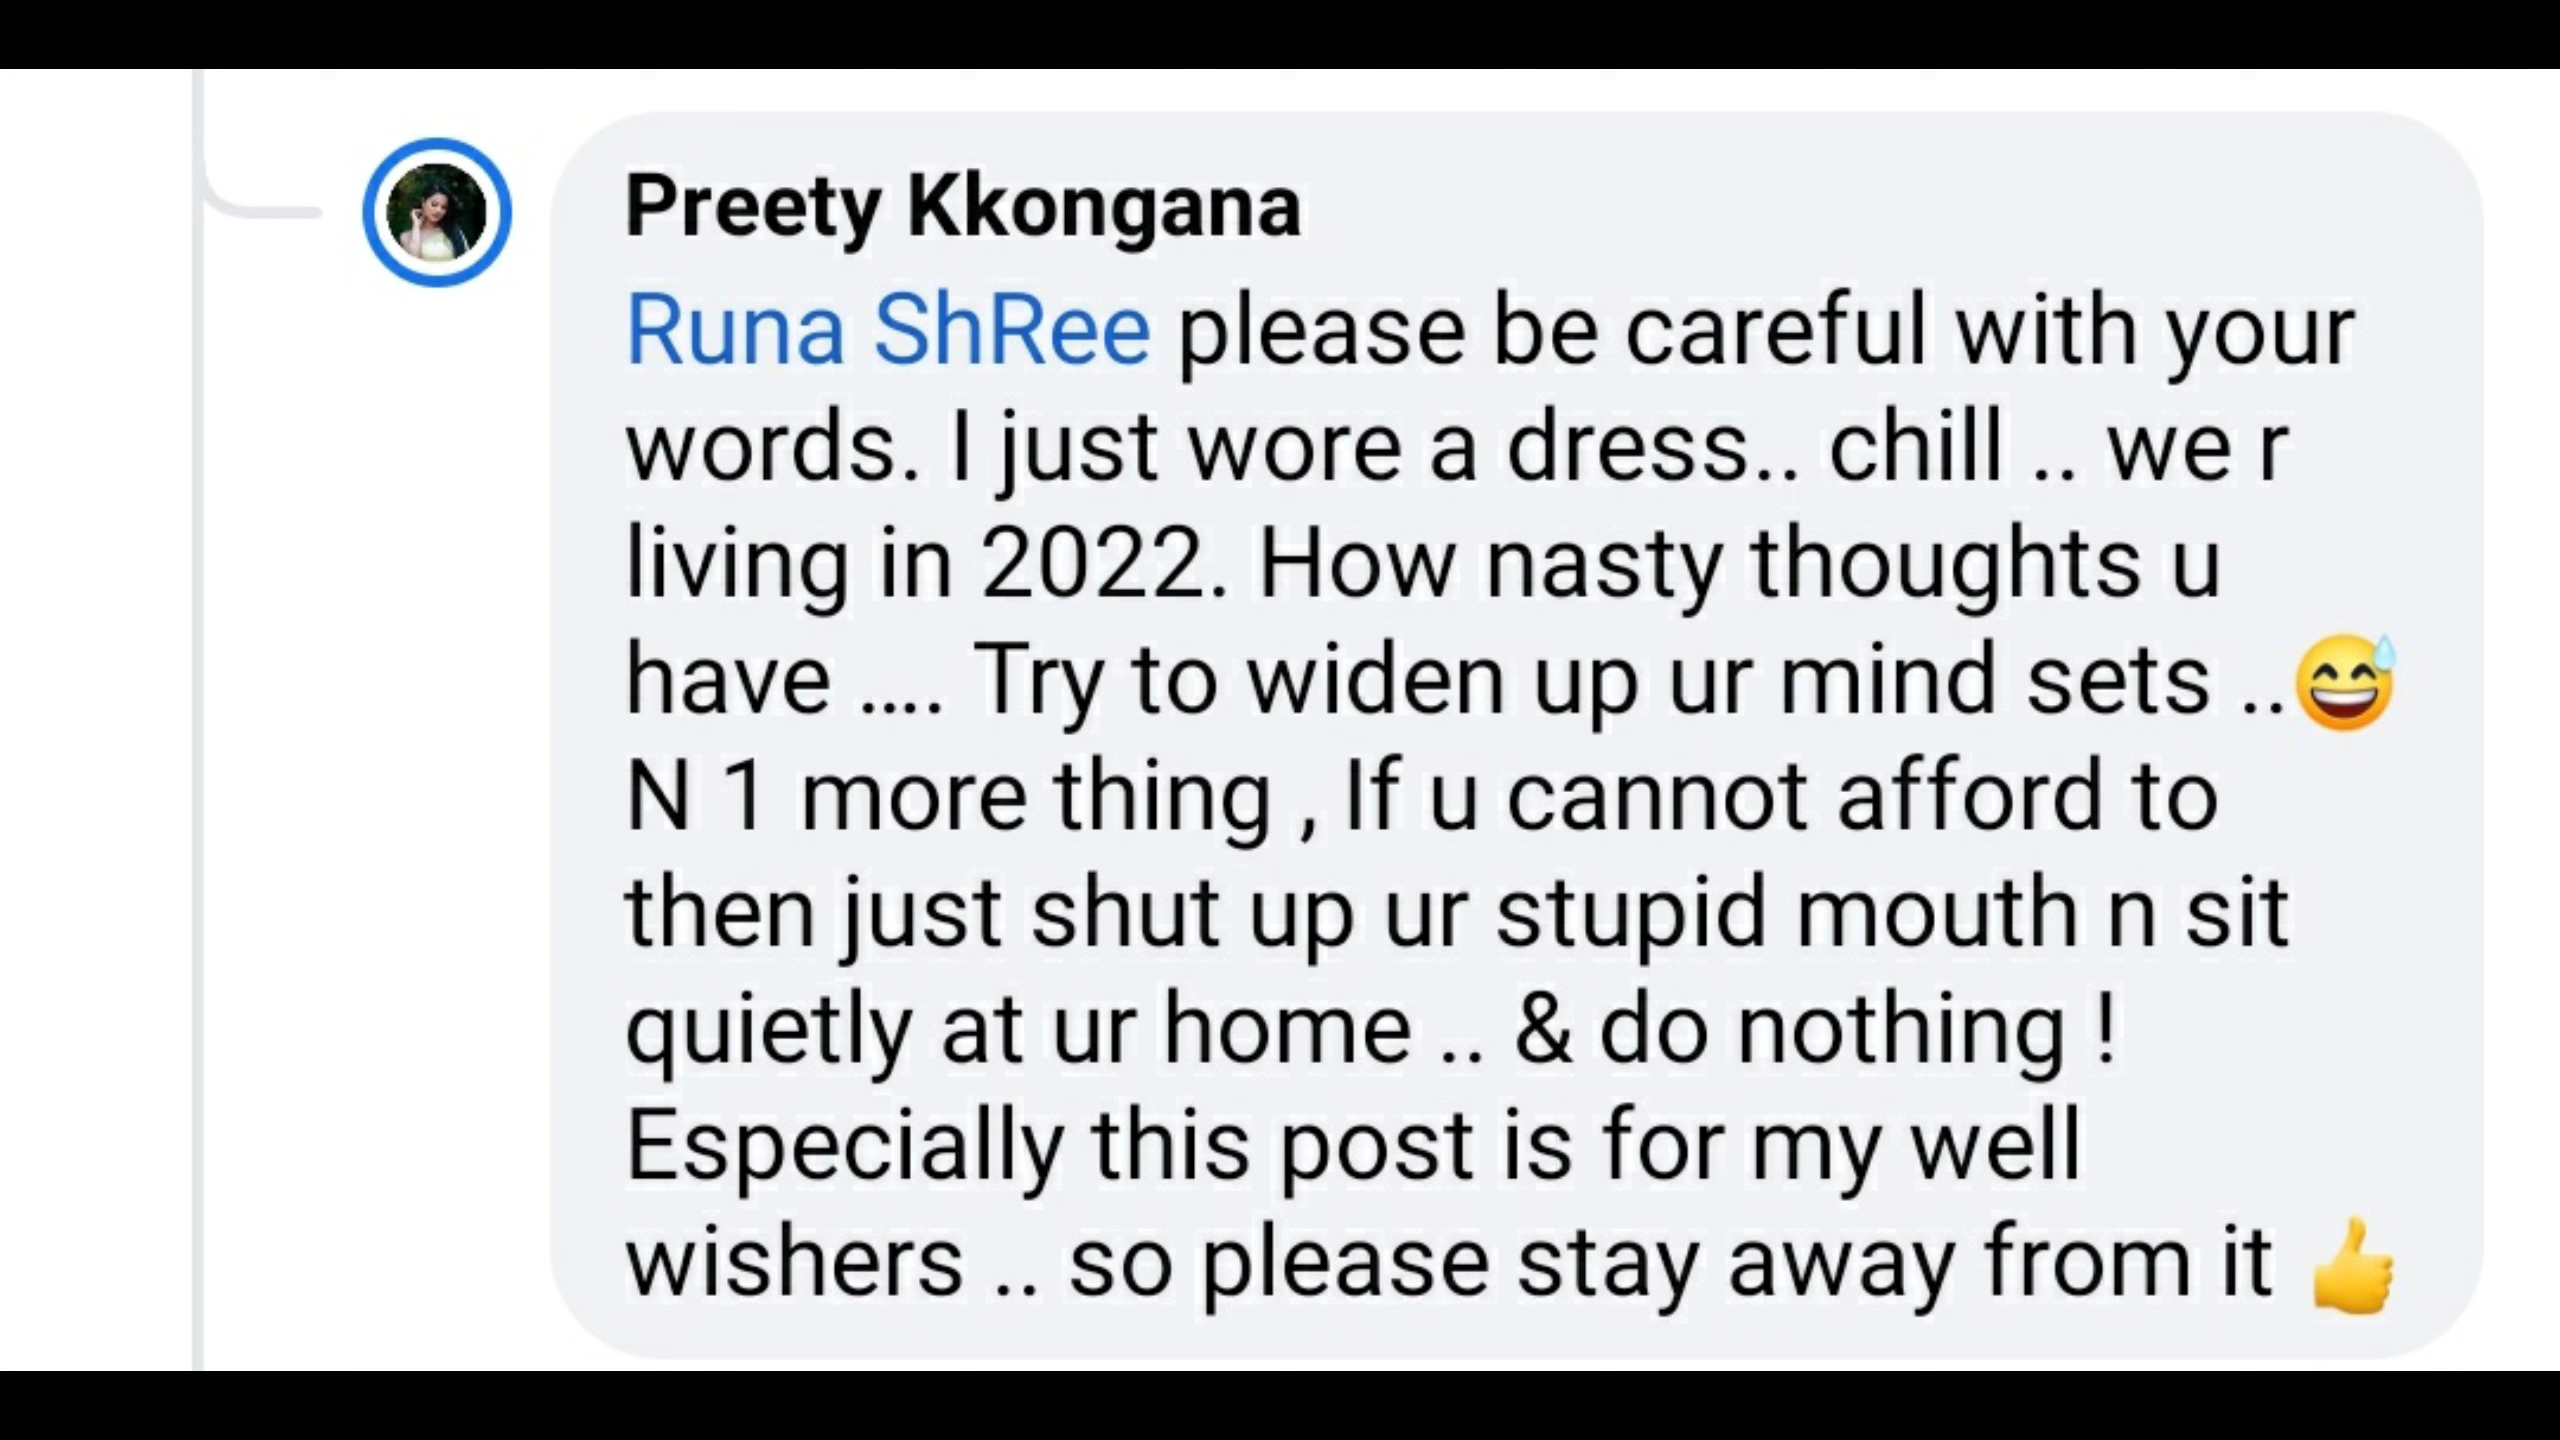 Preety Kkongana
Runa ShRee please be careful with your
words. I just wore a dress.. chill .. we r
living in 2022. How nasty thoughts u
have .... Try to widen up ur mind sets ..😅
N 1 more thing , If u cannot afford to
then just shut up ur stupid mouth n sit
quietly at ur home .. & do nothing !
Especially this post is for my well
wishers .. so please stay away from it 👍